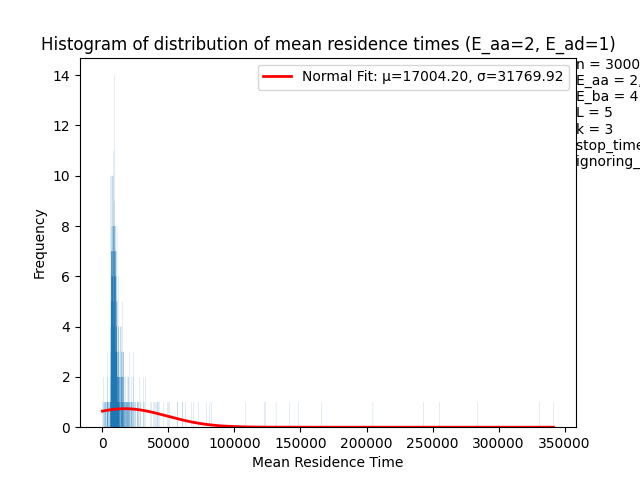 Histogram of distribution of mean residence times (E_aa=2, E_ad=1)
n = 3000
E_aa = 2,
E_ba = 4
L = 5
k = 3
stop_time
ignoring_
Normal Fit: μ=17004.20, σ=31769.92
14
12
10
8
6
4
2
0
Frequency
0 50000 100000 150000 200000 250000 300000 350000
Mean Residence Time